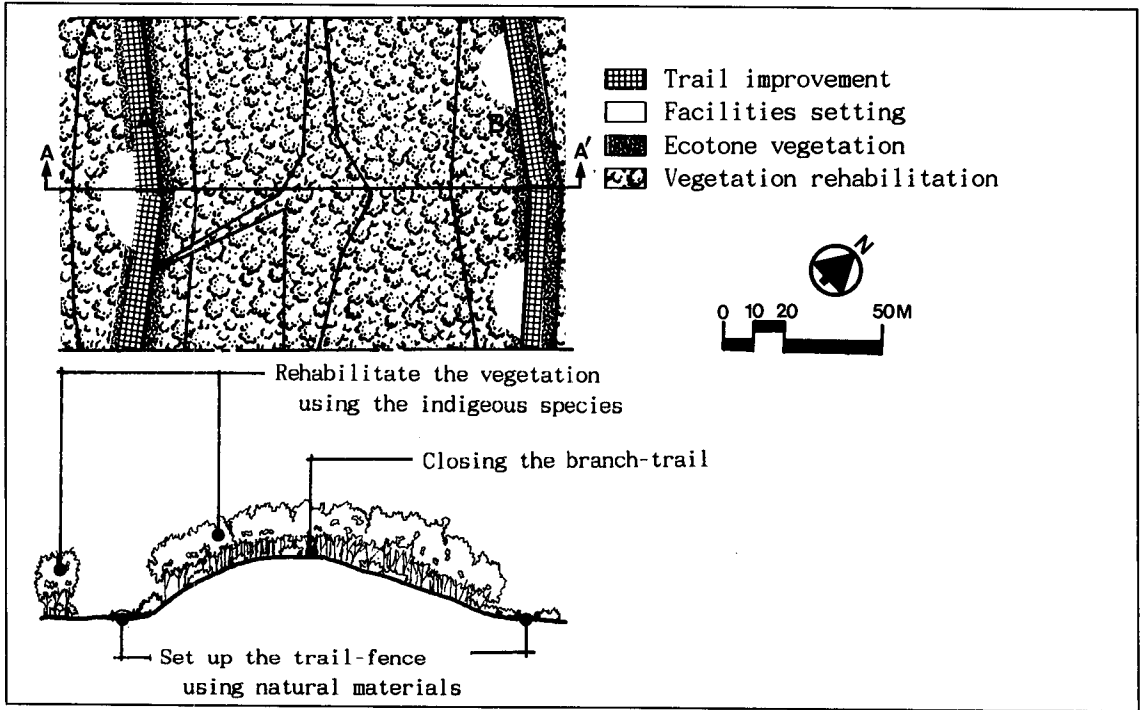 A
A'
B
Trail improvement
Facilities setting
Ecotone vegetation
Vegetation rehabilitation
N
0 10 20 50M
Rehabilitate the vegetation
using the indigeous species
Closing the branch-trail
Set up the trail-fence
using natural materials